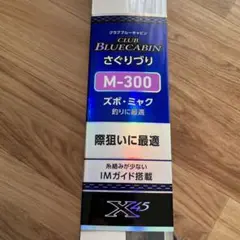 クラブブルーキャビン
CLUB
BLUECABIN
さぐりづり
M-300
ズボ・ミャク
釣りに最適
際狙いに最適
糸絡みが少ない
IMガイド搭載
X45